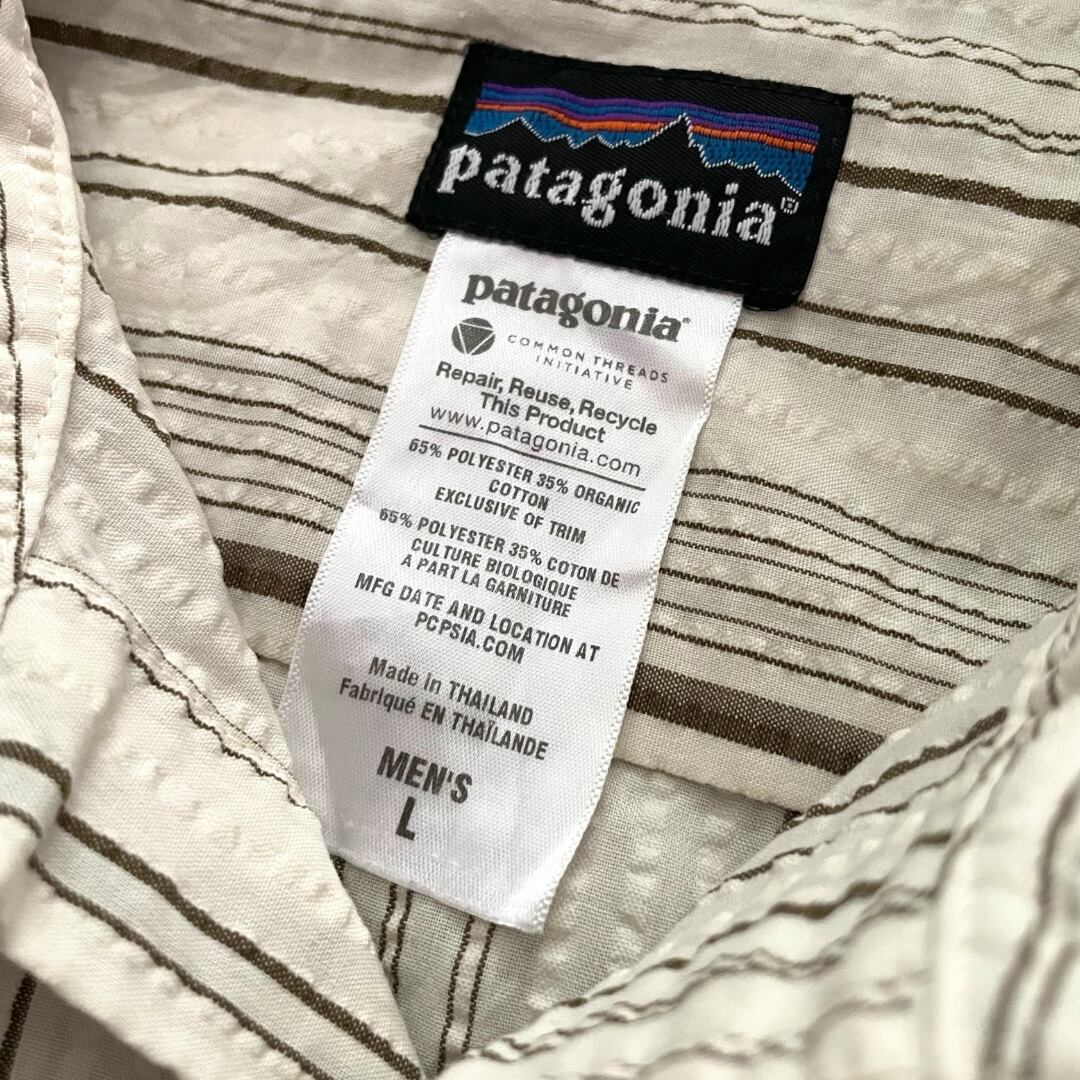 patagonia®
patagonia®
COMMON THREADS
INITIATIVE
Repair, Reuse, Recycle
This Product
www.patagonia.com
65% POLYESTER 35% ORGANIC
COTTON
EXCLUSIVE OF TRIM
65% POLYESTER 35% COTON DE
CULTURE BIOLOGIQUE
À PART LA GARNITURE
MFG DATE AND LOCATION AT
PCPSIA.COM
Made in THAILAND
Fabriqué EN THAÏLANDE
MEN'S
L